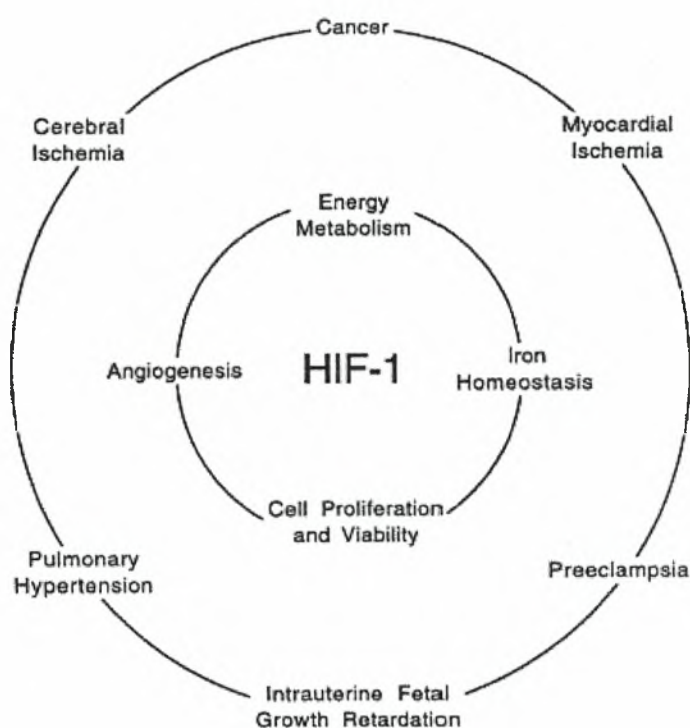 Cancer
Cerebral
Ischemia
Myocardial
Ischemia
Energy
Metabolism
Angiogenesis
HIF-1
Iron
Homeostasis
Cell Proliferation
and Viability
Pulmonary
Hypertension
Preeclampsia
Intrauterine Fetal
Growth Retardation